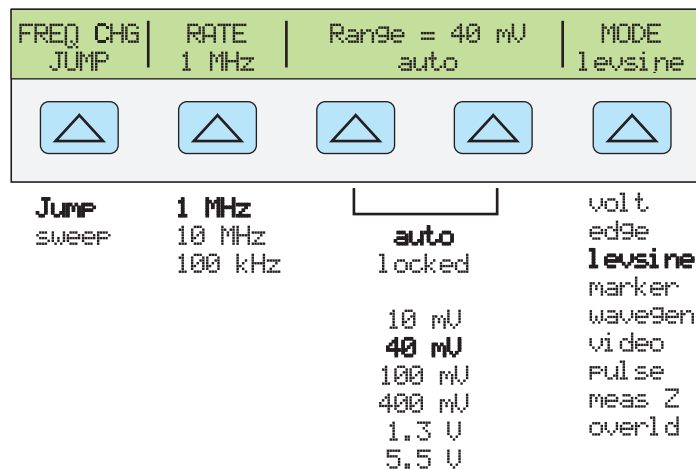 FREQ CHG
JUMP
RATE
1 MHz
Range = 40 mV
auto
MODE
levsine
Jump
sweep
1 MHz
10 MHz
100 kHz
auto
locked
10 mV
40 mV
100 mV
400 mV
1.3 V
5.5 V
volt
edge
levsine
marker
wavegen
video
pulse
meas Z
overld